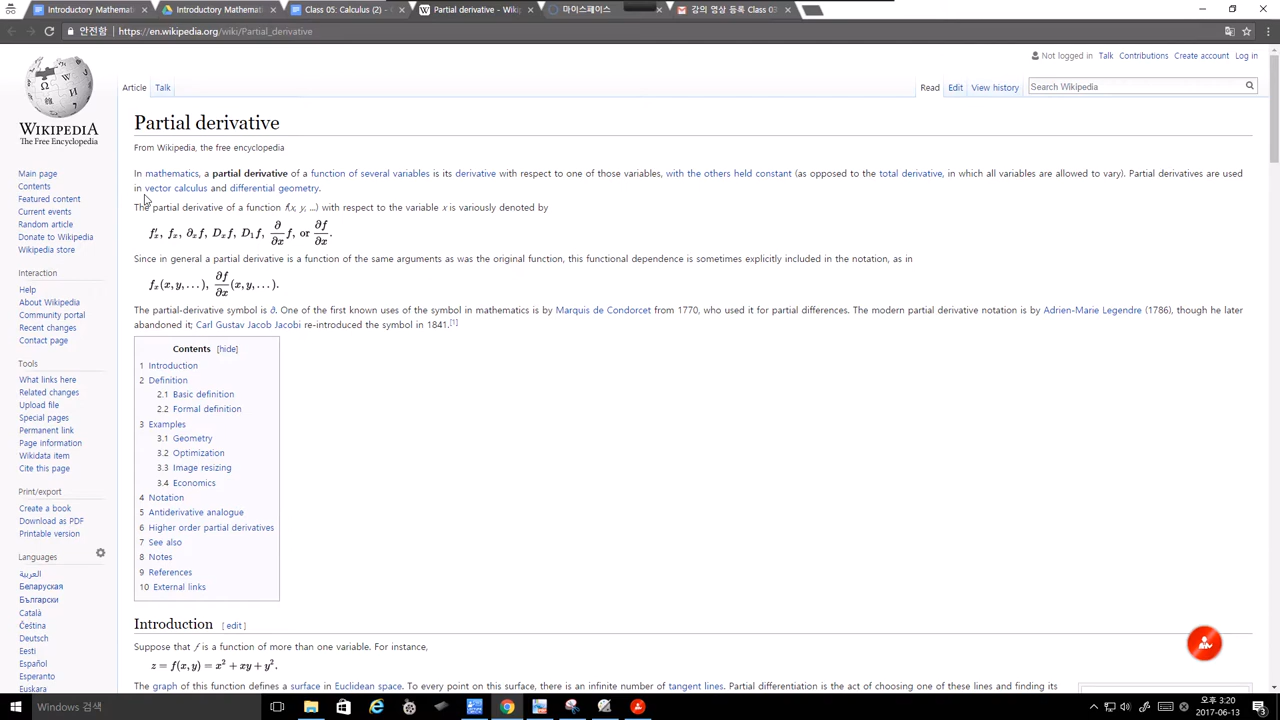 Introductory Mathema
Introductory Mathemat
Class 05: Calculus (2) -
Partial derivative - Wiki
마이스페이스
강의 영상 등록 Class 03
안전함
https://en.wikipedia.org/wiki/Partial_derivative
Not logged in Talk Contributions Create account Log in
Article Talk
Read Edit View history
Search Wikipedia
WIKIPEDIA
The Free Encyclopedia
Main page
Contents
Featured content
Current events
Random article
Donate to Wikipedia
Wikipedia store
Interaction
Help
About Wikipedia
Community portal
Recent changes
Contact page
Tools
What links here
Related changes
Upload file
Special pages
Permanent link
Page information
Wikidata item
Cite this page
Print/export
Create a book
Download as PDF
Printable version
Languages
العربية
Беларуская
Български
Català
Čeština
Deutsch
Eesti
Español
Esperanto
Euskara
Partial derivative
From Wikipedia, the free encyclopedia
In mathematics, a partial derivative of a function of several variables is its derivative with respect to one of those variables, with the others held constant (as opposed to the total derivative, in which all variables are allowed to vary). Partial derivatives are used
in vector calculus and differential geometry.
The partial derivative of a function f(x, y, ...) with respect to the variable x is variously denoted by
f′ₓ, fₓ, ∂ₓf, Dₓf, D₁f, ∂/∂x f, or ∂f/∂x.
Since in general a partial derivative is a function of the same arguments as was the original function, this functional dependence is sometimes explicitly included in the notation, as in
fₓ(x, y, . . .), ∂f/∂x (x, y, . . .).
The partial-derivative symbol is ∂. One of the first known uses of the symbol in mathematics is by Marquis de Condorcet from 1770, who used it for partial differences. The modern partial derivative notation is by Adrien-Marie Legendre (1786), though he later
abandoned it; Carl Gustav Jacob Jacobi re-introduced the symbol in 1841.[1]
Contents [hide]
1 Introduction
2 Definition
2.1 Basic definition
2.2 Formal definition
3 Examples
3.1 Geometry
3.2 Optimization
3.3 Image resizing
3.4 Economics
4 Notation
5 Antiderivative analogue
6 Higher order partial derivatives
7 See also
8 Notes
9 References
10 External links
Introduction [ edit ]
Suppose that f is a function of more than one variable. For instance,
z = f(x, y) = x² + xy + y².
The graph of this function defines a surface in Euclidean space. To every point on this surface, there is an infinite number of tangent lines. Partial differentiation is the act of choosing one of these lines and finding its
Windows 검색
오후 3:20
2017-06-13